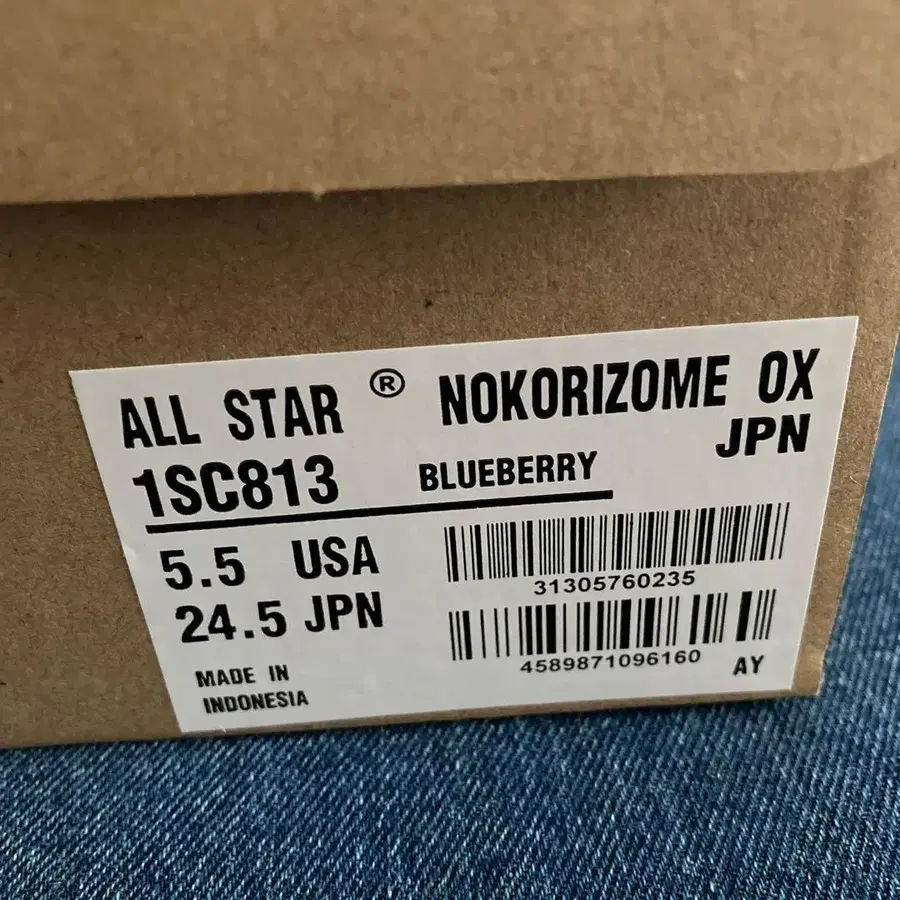 ALL STAR ® NOKORIZOME OX
JPN
1SC813 BLUEBERRY
5.5 USA
24.5 JPN
31305760235
4589871096160
AY
MADE IN
INDONESIA